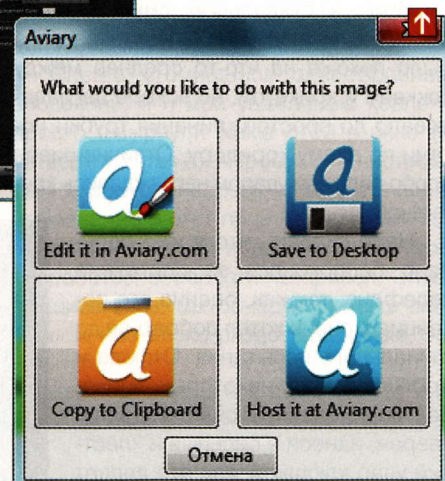 Aviary
What would you like to do with this image?
Edit it in Aviary.com
Save to Desktop
Copy to Clipboard
Host it at Aviary.com
Отмена